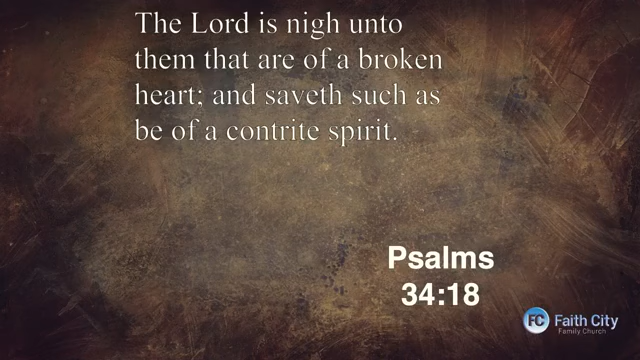 The Lord is nigh unto
them that are of a broken
heart; and saveth such as
be of a contrite spirit.
Psalms
34:18
FC Faith City
Family Church